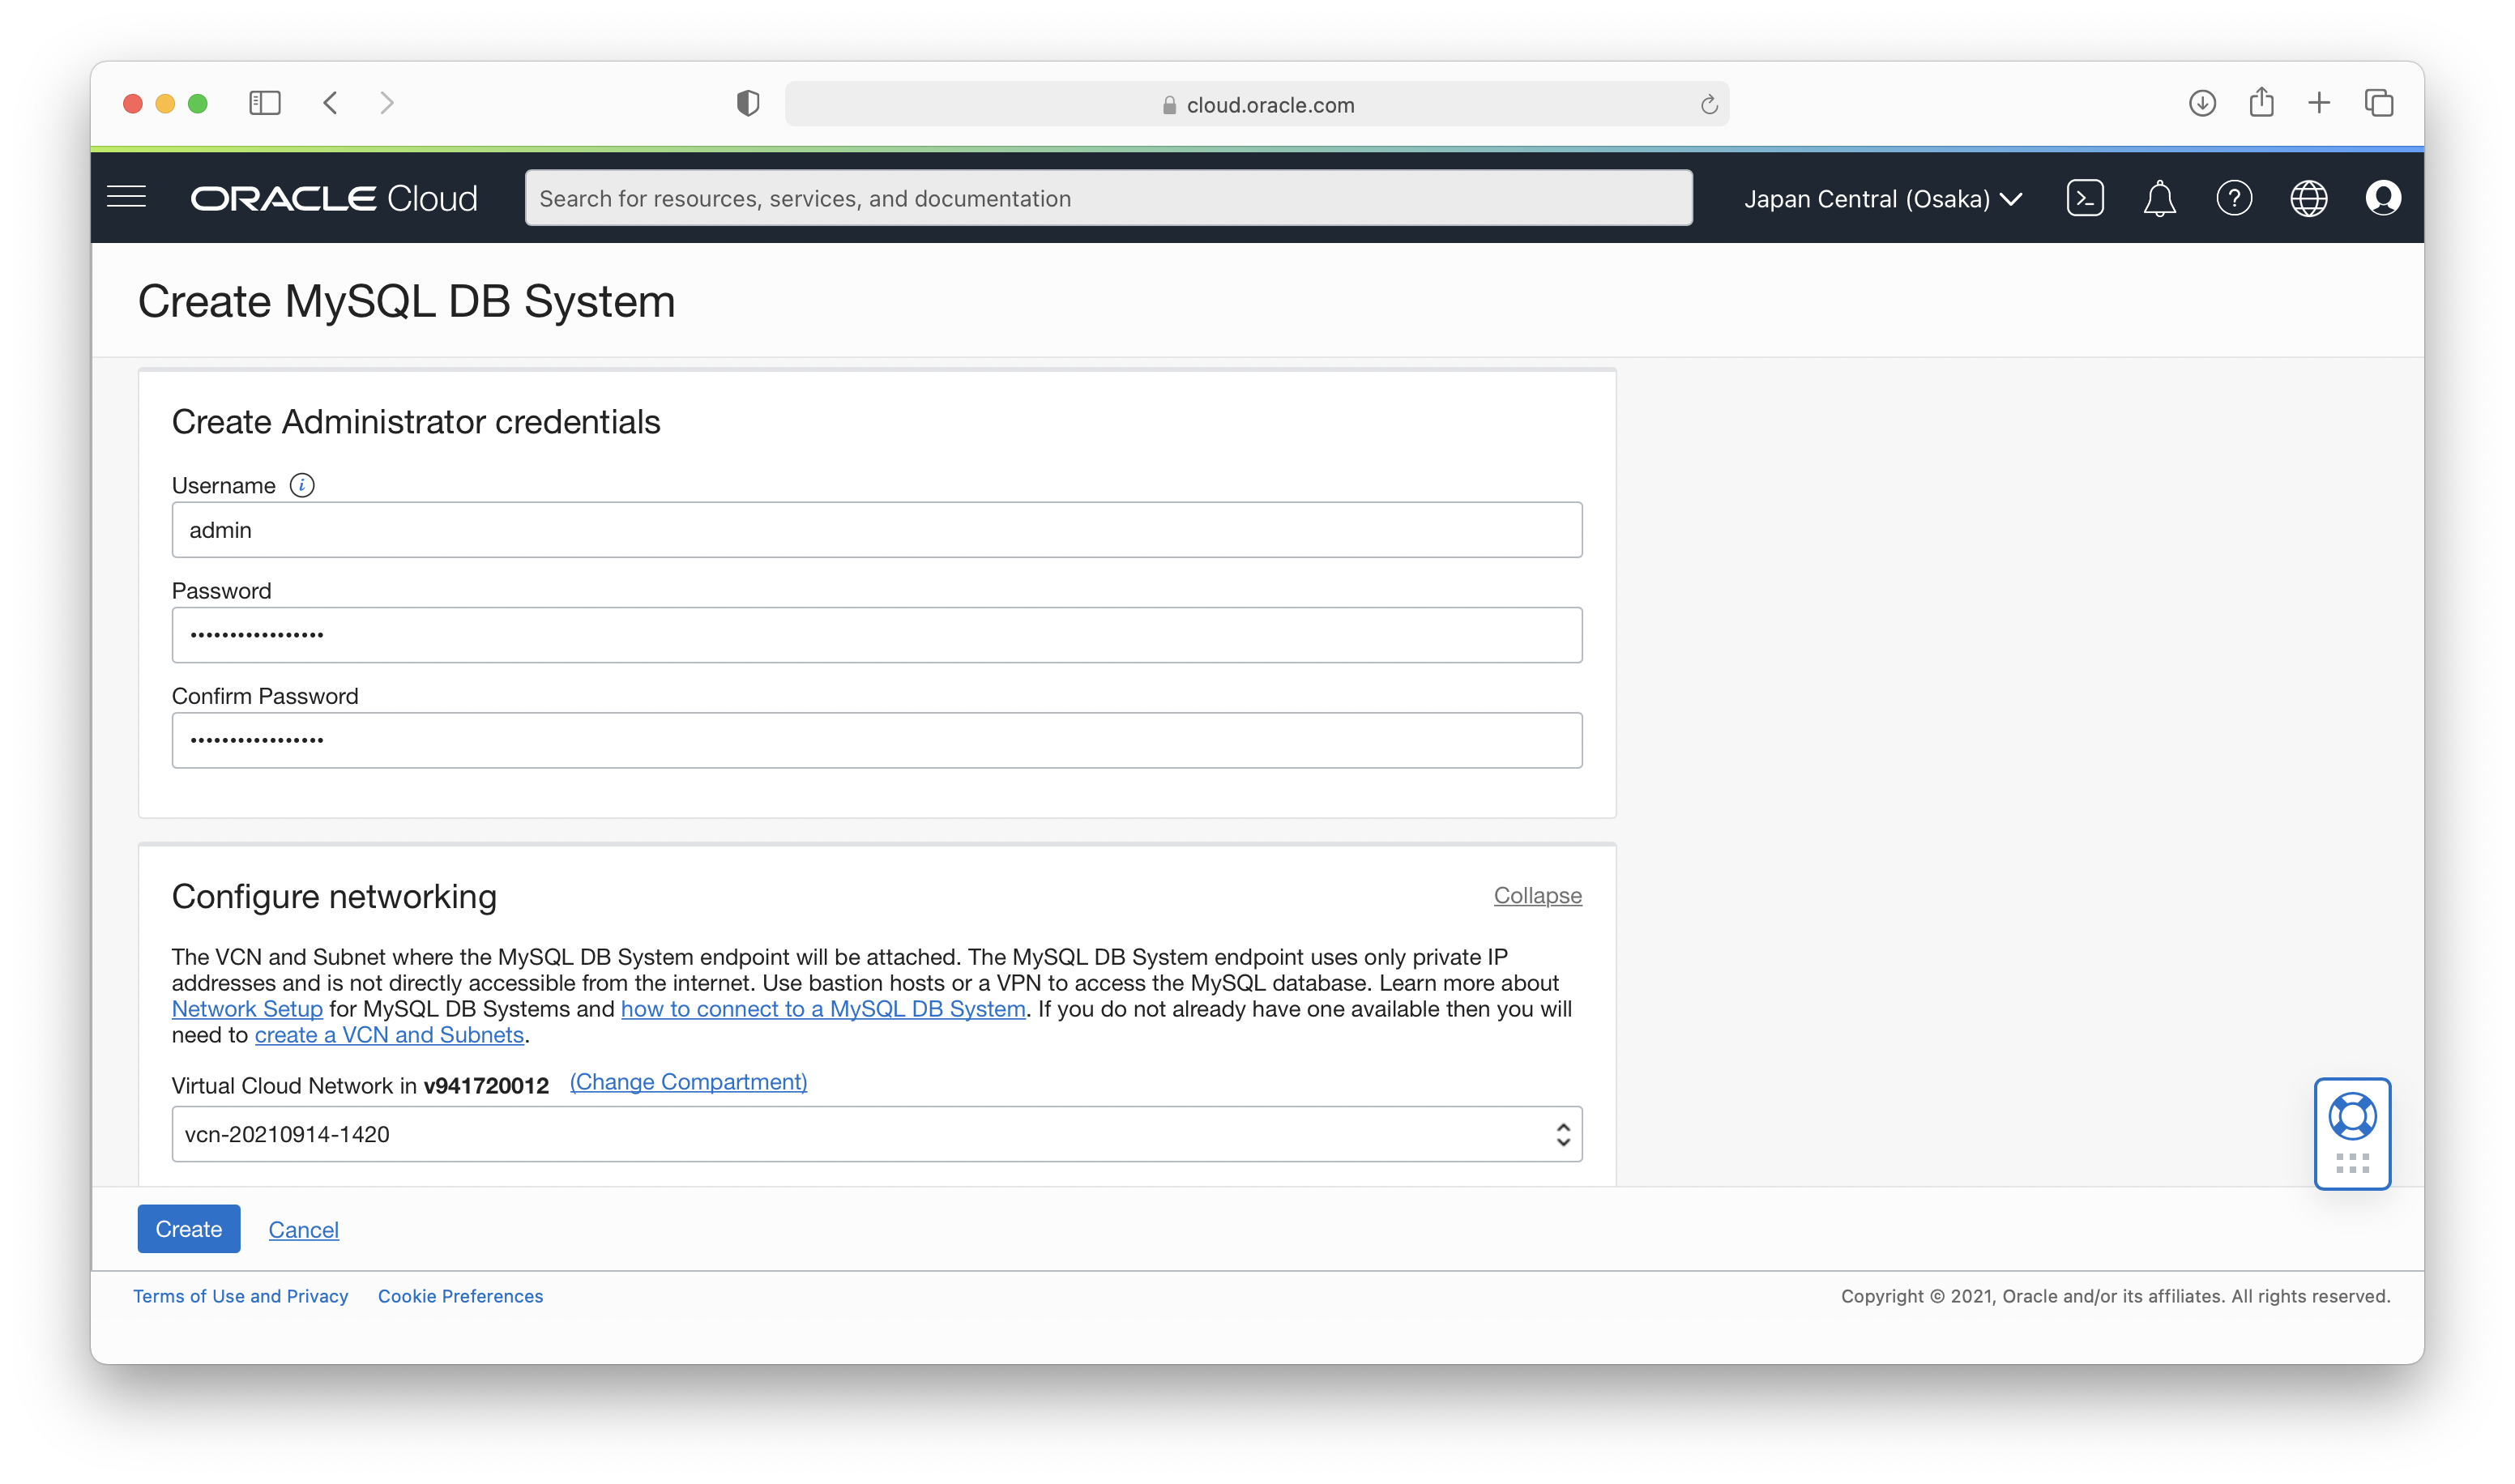 cloud.oracle.com
ORACLE Cloud
Search for resources, services, and documentation
Japan Central (Osaka)
Create MySQL DB System
Create Administrator credentials
Username
admin
Password
•••••••••••••••••
Confirm Password
•••••••••••••••••
Configure networking
Collapse
The VCN and Subnet where the MySQL DB System endpoint will be attached. The MySQL DB System endpoint uses only private IP
addresses and is not directly accessible from the internet. Use bastion hosts or a VPN to access the MySQL database. Learn more about
Network Setup for MySQL DB Systems and how to connect to a MySQL DB System. If you do not already have one available then you will
need to create a VCN and Subnets.
Virtual Cloud Network in v941720012 (Change Compartment)
vcn-20210914-1420
Create Cancel
Terms of Use and Privacy Cookie Preferences
Copyright © 2021, Oracle and/or its affiliates. All rights reserved.